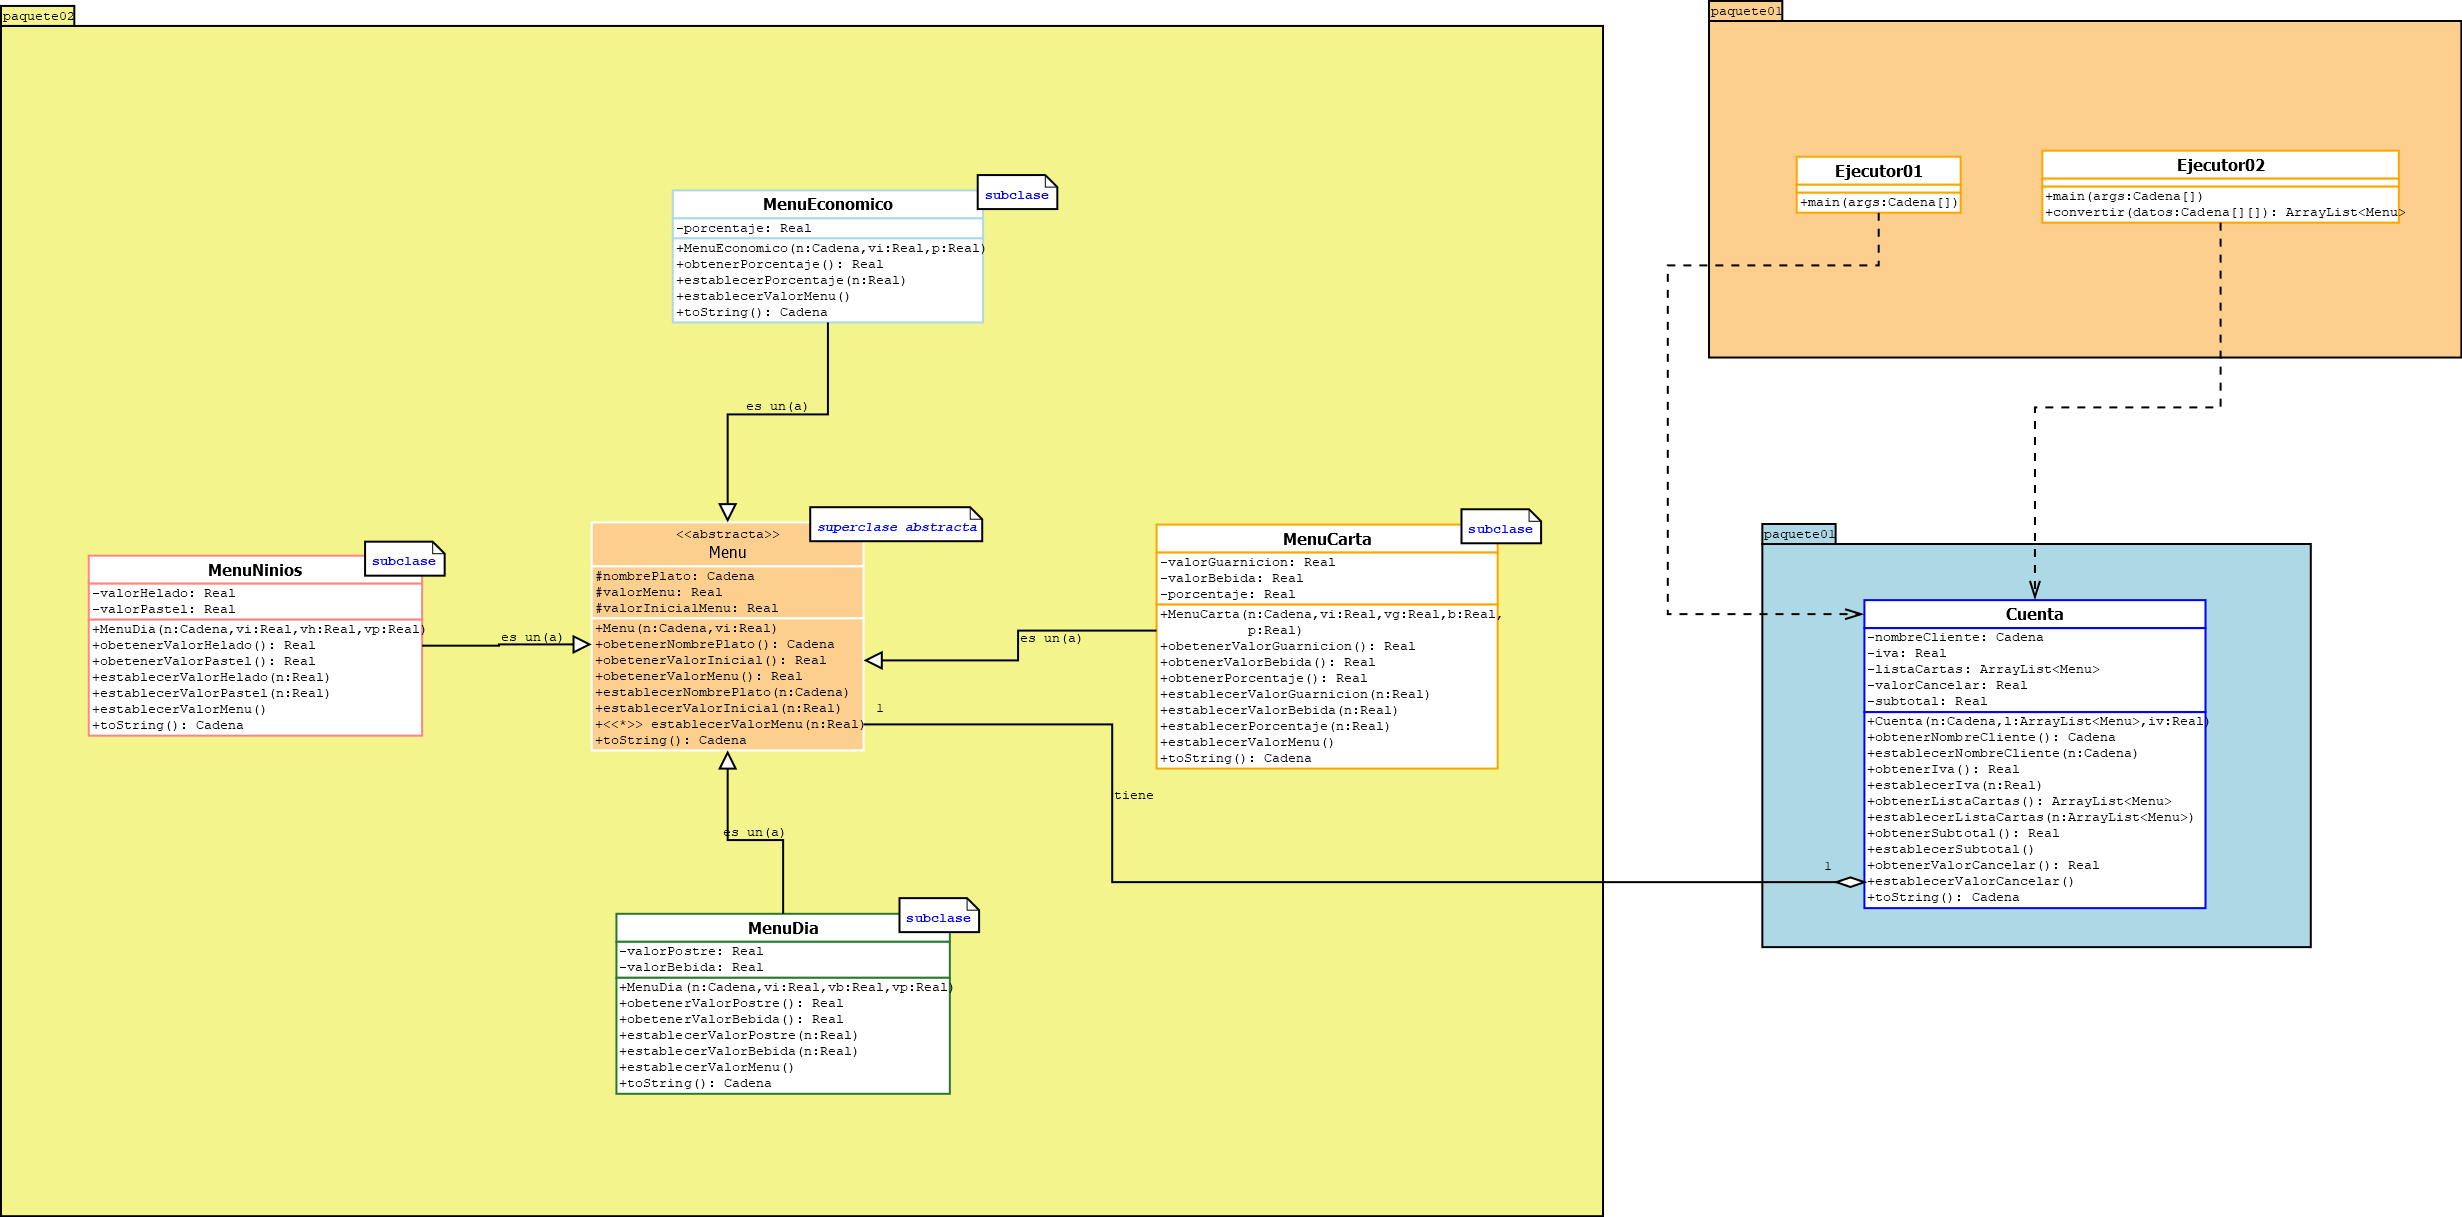 paquete02
MenuEconomico
subclase
-porcentaje: Real
+MenuEconomico(n:Cadena,vi:Real,p:Real)
+obtenerPorcentaje(): Real
+establecerPorcentaje(n:Real)
+establecerValorMenu()
+toString(): Cadena
es un(a)
MenuNinios
subclase
-valorHelado: Real
-valorPastel: Real
+MenuDia(n:Cadena,vi:Real,vh:Real,vp:Real)
+obetenerValorHelado(): Real
+obetenerValorPastel(): Real
+establecerValorHelado(n:Real)
+establecerValorPastel(n:Real)
+establecerValorMenu()
+toString(): Cadena
es un(a)
superclase abstracta
<<abstracta>>
Menu
#nombrePlato: Cadena
#valorMenu: Real
#valorInicialMenu: Real
+Menu(n:Cadena,vi:Real)
+obetenerNombrePlato(): Cadena
+obetenerValorInicial(): Real
+obetenerValorMenu(): Real
+establecerNombrePlato(n:Cadena)
+establecerValorInicial(n:Real)
+<<*>> establecerValorMenu(n:Real)
+toString(): Cadena
1
es un(a)
MenuCarta
subclase
-valorGuarnicion: Real
-valorBebida: Real
-porcentaje: Real
+MenuCarta(n:Cadena,vi:Real,vg:Real,b:Real,
p:Real)
+obetenerValorGuarnicion(): Real
+obtenerValorBebida(): Real
+obtenerPorcentaje(): Real
+establecerValorGuarnicion(n:Real)
+establecerValorBebida(n:Real)
+establecerPorcentaje(n:Real)
+establecerValorMenu()
+toString(): Cadena
tiene
es un(a)
MenuDia
subclase
-valorPostre: Real
-valorBebida: Real
+MenuDia(n:Cadena,vi:Real,vb:Real,vp:Real)
+obetenerValorPostre(): Real
+obetenerValorBebida(): Real
+establecerValorPostre(n:Real)
+establecerValorBebida(n:Real)
+establecerValorMenu()
+toString(): Cadena
paquete01
Ejecutor01
+main(args:Cadena[])
Ejecutor02
+main(args:Cadena[])
+convertir(datos:Cadena[][]): ArrayList<Menu>
paquete01
Cuenta
-nombreCliente: Cadena
-iva: Real
-listaCartas: ArrayList<Menu>
-valorCancelar: Real
-subtotal: Real
+Cuenta(n:Cadena,l:ArrayList<Menu>,iv:Real)
+obtenerNombreCliente(): Cadena
+establecerNombreCliente(n:Cadena)
+obtenerIva(): Real
+establecerIva(n:Real)
+obtenerListaCartas(): ArrayList<Menu>
+establecerListaCartas(n:ArrayList<Menu>)
+obtenerSubtotal(): Real
+establecerSubtotal()
+obtenerValorCancelar(): Real
+establecerValorCancelar()
+toString(): Cadena
1